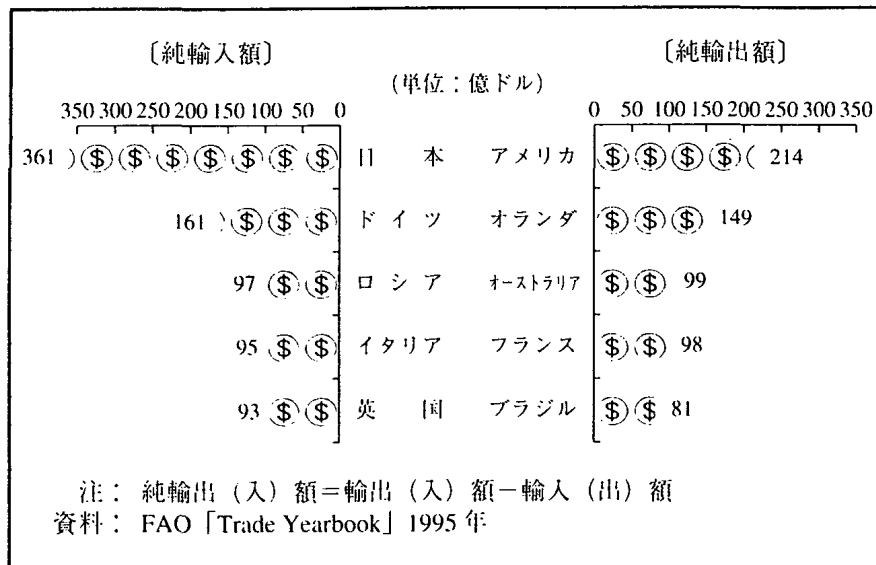 〔純輸入額〕 〔純輸出額〕
(単位：億ドル)
350 300 250 200 150 100 50 0 0 50 100 150 200 250 300 350
361 $ $ $ $ $ $ $ 日本 アメリカ $ $ $ $ 214
161 $ $ $ ドイツ オランダ $ $ $ 149
97 $ $ ロシア オーストラリア $ $ 99
95 $ $ イタリア フランス $ $ 98
93 $ $ 英国 ブラジル $ $ 81
注： 純輸出（入）額＝輸出（入）額－輸入（出）額
資料： FAO「Trade Yearbook」1995年